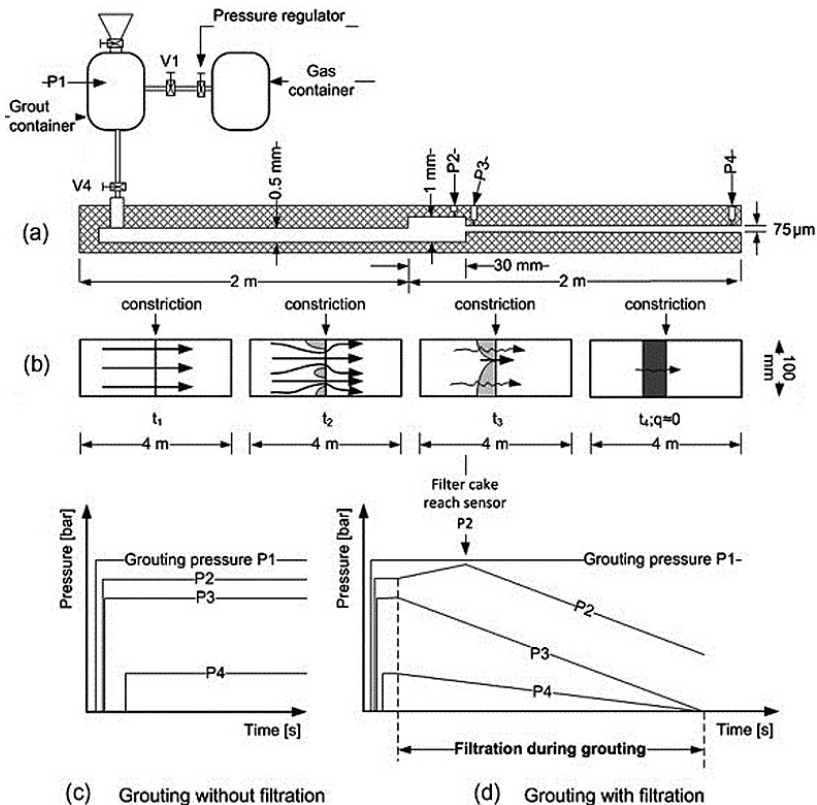 Pressure regulator
V1
P1
Gas
container
Grout
container
V4
0.5 mm
1 mm
P2
P3
P4
(a)
75 µm
30 mm
2 m
2 m
constriction
constriction
constriction
constriction
(b)
100
mm
t₁
t₂
t₃
t₄;q≈0
4 m
4 m
4 m
4 m
Filter cake
reach sensor
P2
Pressure [bar]
Grouting pressure P1
P2
P3
P4
Time [s]
Pressure [bar]
Grouting pressure P1
P2
P3
P4
Time [s]
Filtration during grouting
(c) Grouting without filtration
(d) Grouting with filtration